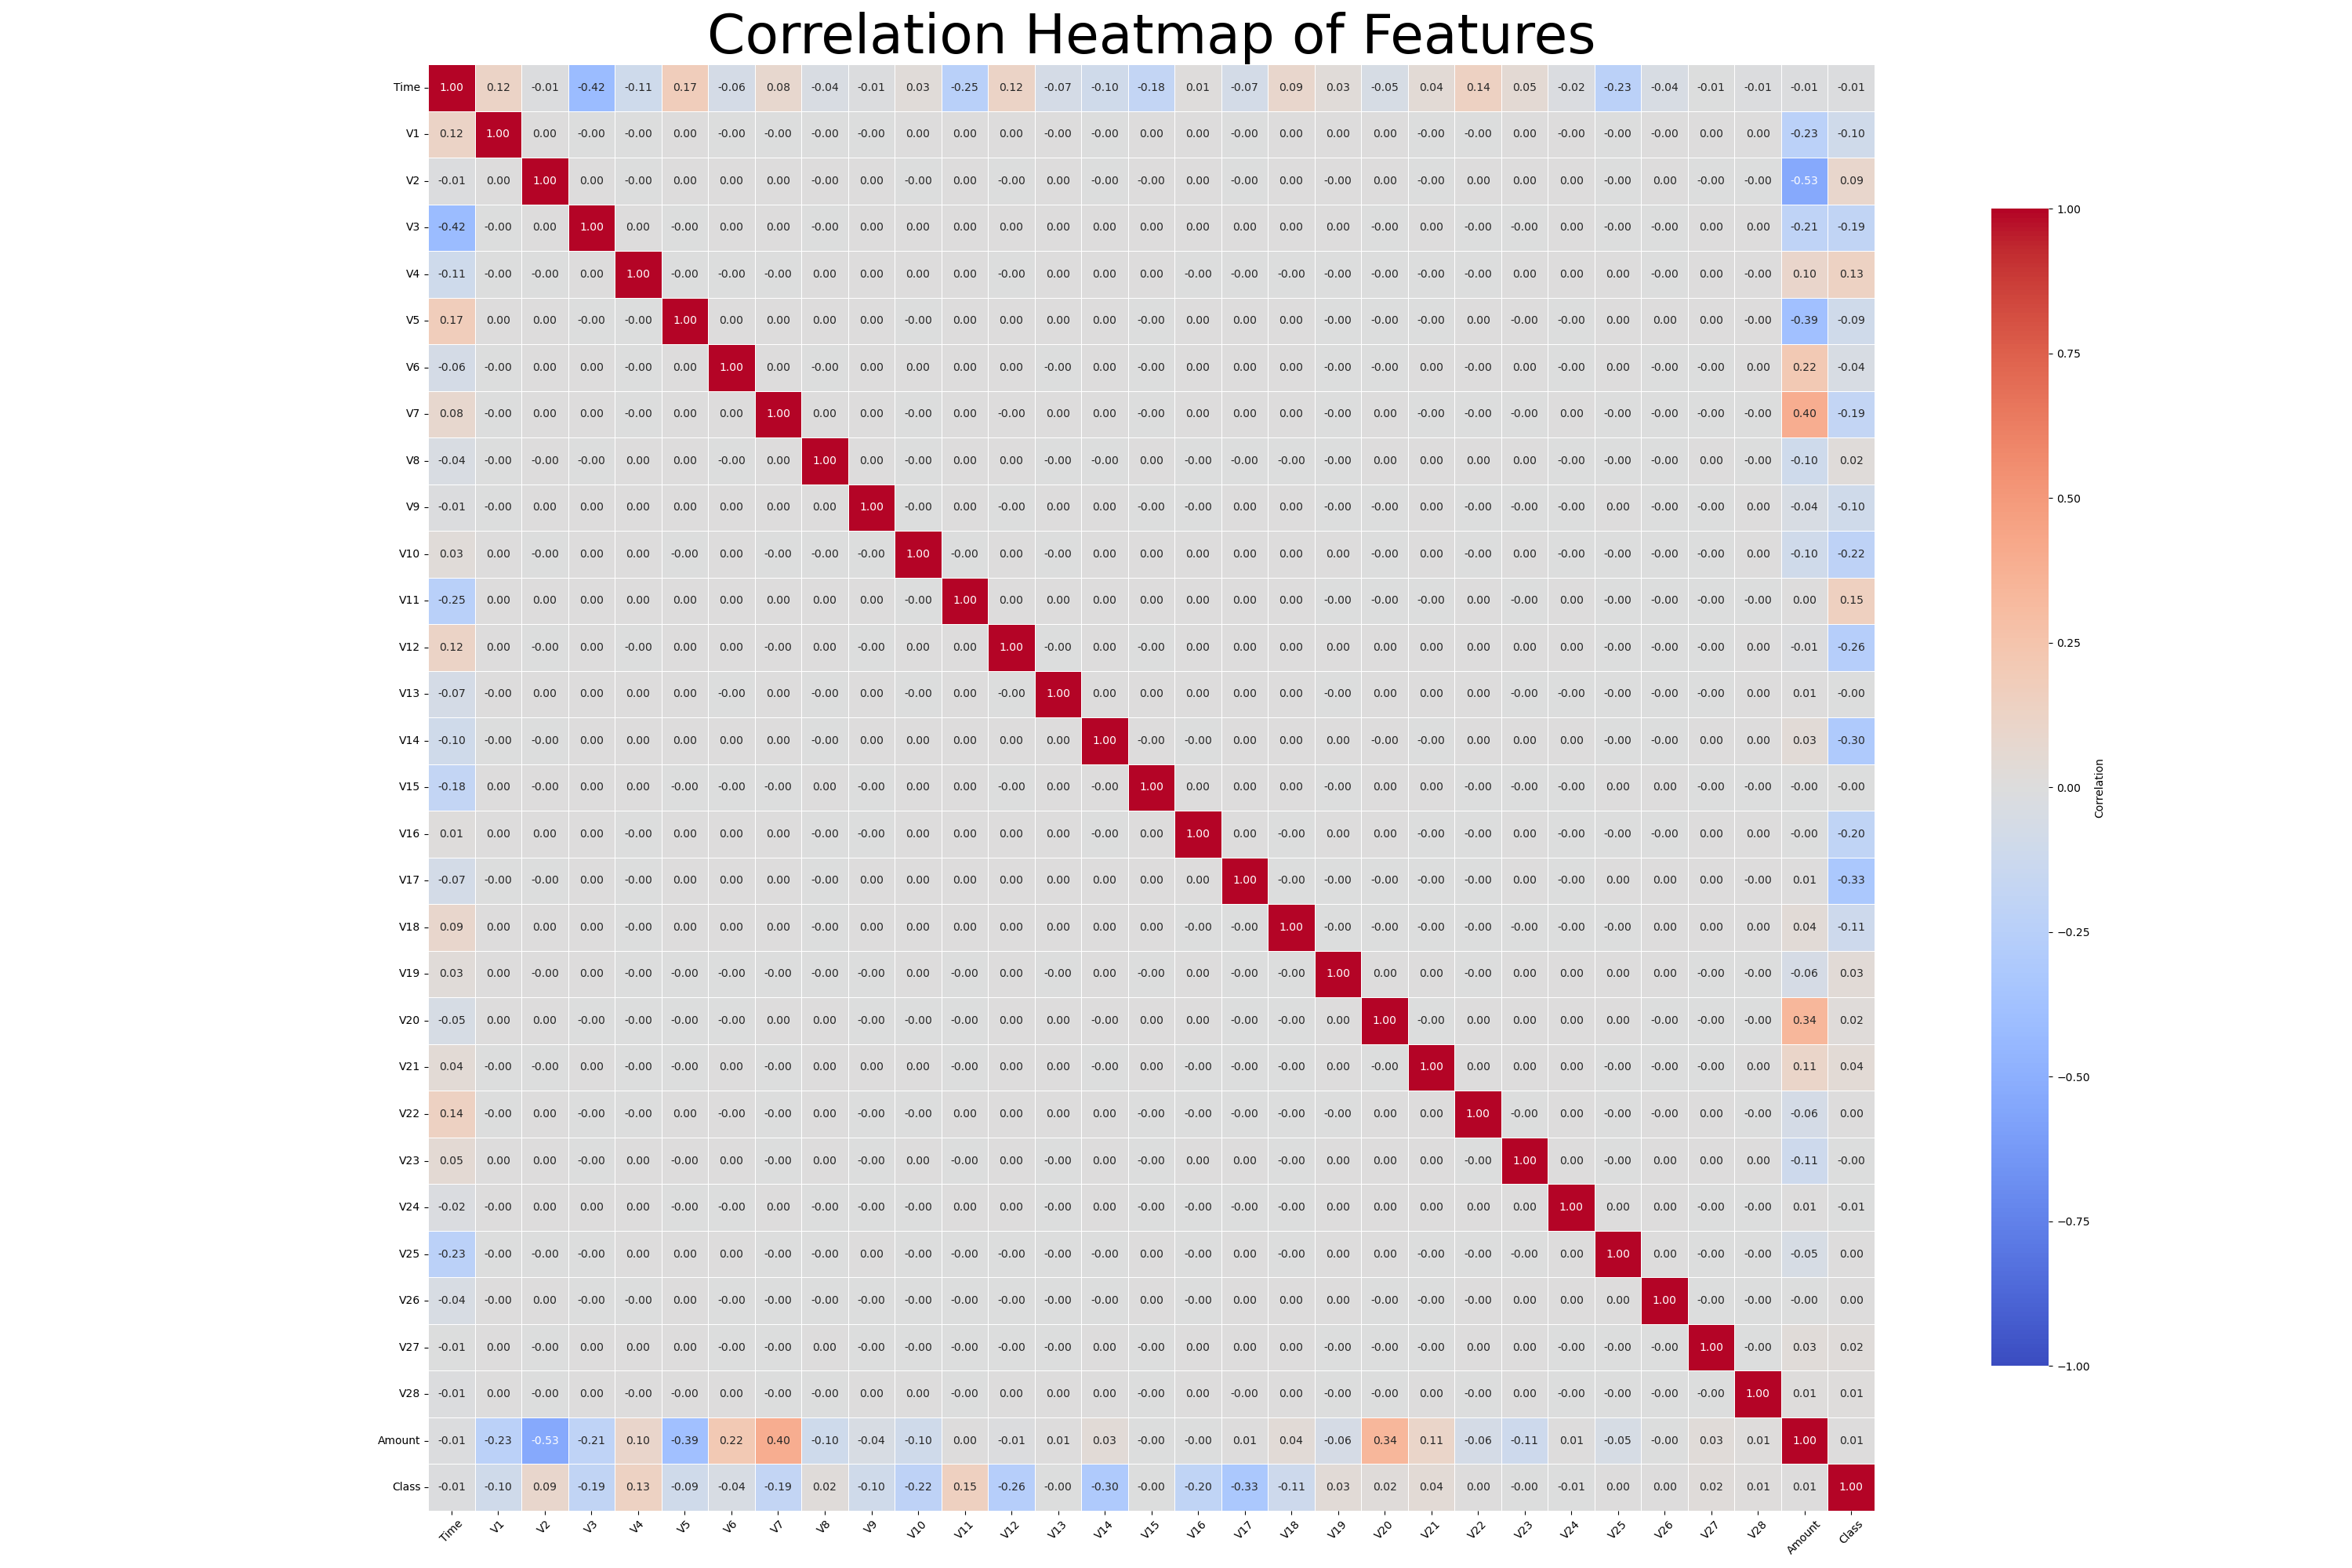 Correlation Heatmap of Features
Time 1.00 0.12 -0.01 -0.42 -0.11 0.17 -0.06 0.08 -0.04 -0.01 0.03 -0.25 0.12 -0.07 -0.10 -0.18 0.01 -0.07 0.09 0.03 -0.05 0.04 0.14 0.05 -0.02 -0.23 -0.04 -0.01 -0.01 -0.01 -0.01
V1 0.12 1.00 0.00 -0.00 -0.00 0.00 -0.00 -0.00 -0.00 -0.00 0.00 0.00 0.00 -0.00 -0.00 0.00 0.00 -0.00 0.00 0.00 0.00 -0.00 -0.00 0.00 -0.00 -0.00 -0.00 0.00 0.00 -0.23 -0.10
V2 -0.01 0.00 1.00 0.00 -0.00 0.00 0.00 0.00 -0.00 0.00 -0.00 0.00 -0.00 0.00 -0.00 -0.00 0.00 -0.00 0.00 -0.00 0.00 -0.00 0.00 0.00 0.00 -0.00 0.00 -0.00 -0.00 -0.53 0.09
V3 -0.42 -0.00 0.00 1.00 0.00 -0.00 0.00 0.00 -0.00 0.00 0.00 0.00 0.00 0.00 0.00 0.00 0.00 0.00 0.00 0.00 -0.00 0.00 -0.00 -0.00 0.00 -0.00 -0.00 0.00 0.00 -0.21 -0.19
V4 -0.11 -0.00 -0.00 0.00 1.00 -0.00 -0.00 -0.00 0.00 0.00 0.00 0.00 -0.00 0.00 0.00 0.00 -0.00 -0.00 -0.00 -0.00 -0.00 -0.00 0.00 0.00 0.00 0.00 -0.00 0.00 -0.00 0.10 0.13
V5 0.17 0.00 0.00 -0.00 -0.00 1.00 0.00 0.00 0.00 0.00 -0.00 0.00 0.00 0.00 0.00 -0.00 0.00 0.00 0.00 -0.00 -0.00 -0.00 0.00 -0.00 -0.00 0.00 0.00 0.00 -0.00 -0.39 -0.09
V6 -0.06 -0.00 0.00 0.00 -0.00 0.00 1.00 0.00 -0.00 0.00 0.00 0.00 0.00 -0.00 0.00 -0.00 0.00 0.00 0.00 -0.00 -0.00 -0.00 -0.00 0.00 -0.00 0.00 -0.00 -0.00 0.00 0.22 -0.04
V7 0.08 -0.00 0.00 0.00 -0.00 0.00 0.00 1.00 0.00 0.00 -0.00 0.00 -0.00 0.00 0.00 -0.00 0.00 0.00 0.00 -0.00 0.00 -0.00 -0.00 -0.00 -0.00 0.00 -0.00 -0.00 -0.00 0.40 -0.19
V8 -0.04 -0.00 -0.00 -0.00 0.00 0.00 -0.00 0.00 1.00 0.00 -0.00 0.00 0.00 -0.00 -0.00 0.00 -0.00 -0.00 -0.00 -0.00 0.00 0.00 0.00 0.00 -0.00 -0.00 -0.00 0.00 -0.00 -0.10 0.02
V9 -0.01 -0.00 0.00 0.00 0.00 0.00 0.00 0.00 0.00 1.00 -0.00 0.00 -0.00 0.00 0.00 -0.00 -0.00 0.00 0.00 0.00 -0.00 0.00 -0.00 -0.00 0.00 -0.00 -0.00 -0.00 0.00 -0.04 -0.10
V10 0.03 0.00 -0.00 0.00 0.00 -0.00 0.00 -0.00 -0.00 -0.00 1.00 -0.00 0.00 -0.00 0.00 0.00 0.00 0.00 0.00 0.00 -0.00 0.00 -0.00 0.00 -0.00 -0.00 -0.00 -0.00 0.00 -0.10 -0.22
V11 -0.25 0.00 0.00 0.00 0.00 0.00 0.00 0.00 0.00 0.00 -0.00 1.00 0.00 0.00 0.00 0.00 0.00 0.00 0.00 -0.00 -0.00 -0.00 0.00 0.00 0.00 -0.00 -0.00 -0.00 -0.00 0.00 0.15
V12 0.12 0.00 -0.00 0.00 -0.00 0.00 0.00 -0.00 0.00 -0.00 0.00 0.00 1.00 -0.00 0.00 -0.00 0.00 -0.00 0.00 0.00 0.00 0.00 -0.00 0.00 0.00 0.00 -0.00 -0.00 0.00 -0.01 -0.26
V13 -0.07 -0.00 0.00 0.00 0.00 0.00 -0.00 0.00 -0.00 0.00 -0.00 0.00 -0.00 1.00 0.00 0.00 0.00 0.00 0.00 -0.00 0.00 0.00 0.00 -0.00 -0.00 -0.00 -0.00 -0.00 0.00 0.01 -0.00
V14 -0.10 -0.00 -0.00 0.00 0.00 0.00 0.00 0.00 -0.00 0.00 0.00 0.00 0.00 0.00 1.00 -0.00 -0.00 0.00 0.00 0.00 -0.00 -0.00 0.00 0.00 0.00 -0.00 -0.00 0.00 0.00 0.03 -0.30
V15 -0.18 0.00 -0.00 0.00 0.00 -0.00 -0.00 -0.00 0.00 -0.00 0.00 0.00 -0.00 0.00 -0.00 1.00 0.00 0.00 0.00 -0.00 0.00 0.00 -0.00 -0.00 -0.00 0.00 0.00 -0.00 -0.00 -0.00 -0.00
V16 0.01 0.00 0.00 0.00 -0.00 0.00 0.00 0.00 -0.00 -0.00 0.00 0.00 0.00 0.00 -0.00 0.00 1.00 0.00 -0.00 0.00 0.00 -0.00 0.00 0.00 -0.00 -0.00 -0.00 0.00 0.00 -0.00 -0.20
V17 -0.07 -0.00 -0.00 0.00 -0.00 0.00 0.00 0.00 -0.00 0.00 0.00 0.00 -0.00 0.00 0.00 0.00 0.00 1.00 -0.00 -0.00 -0.00 -0.00 -0.00 0.00 -0.00 0.00 0.00 0.00 -0.00 0.01 -0.33
V18 0.09 0.00 0.00 0.00 -0.00 0.00 0.00 0.00 -0.00 0.00 0.00 0.00 0.00 0.00 0.00 0.00 -0.00 -0.00 1.00 -0.00 -0.00 -0.00 -0.00 -0.00 -0.00 -0.00 0.00 0.00 0.00 0.04 -0.11
V19 0.03 0.00 -0.00 0.00 -0.00 -0.00 -0.00 -0.00 -0.00 0.00 0.00 -0.00 0.00 -0.00 0.00 -0.00 0.00 -0.00 -0.00 1.00 0.00 0.00 -0.00 0.00 0.00 0.00 0.00 -0.00 -0.00 -0.06 0.03
V20 -0.05 0.00 0.00 -0.00 -0.00 -0.00 -0.00 0.00 0.00 -0.00 -0.00 -0.00 0.00 0.00 -0.00 0.00 0.00 -0.00 -0.00 0.00 1.00 -0.00 0.00 0.00 0.00 0.00 -0.00 -0.00 -0.00 0.34 0.02
V21 0.04 -0.00 -0.00 0.00 -0.00 -0.00 -0.00 -0.00 0.00 0.00 0.00 -0.00 0.00 0.00 -0.00 0.00 -0.00 -0.00 -0.00 0.00 -0.00 1.00 0.00 0.00 0.00 -0.00 -0.00 -0.00 0.00 0.11 0.04
V22 0.14 -0.00 0.00 -0.00 0.00 0.00 -0.00 -0.00 0.00 -0.00 -0.00 0.00 -0.00 0.00 0.00 -0.00 0.00 -0.00 -0.00 -0.00 0.00 0.00 1.00 -0.00 0.00 -0.00 -0.00 0.00 -0.00 -0.06 0.00
V23 0.05 0.00 0.00 -0.00 0.00 -0.00 0.00 -0.00 0.00 -0.00 0.00 0.00 0.00 -0.00 0.00 -0.00 0.00 0.00 -0.00 0.00 0.00 0.00 -0.00 1.00 0.00 -0.00 0.00 0.00 0.00 -0.11 -0.00
V24 -0.02 -0.00 0.00 0.00 0.00 -0.00 -0.00 -0.00 -0.00 0.00 -0.00 0.00 0.00 -0.00 0.00 -0.00 -0.00 -0.00 -0.00 0.00 0.00 0.00 0.00 0.00 1.00 0.00 0.00 -0.00 -0.00 0.01 -0.01
V25 -0.23 -0.00 -0.00 -0.00 0.00 0.00 0.00 0.00 -0.00 -0.00 -0.00 -0.00 0.00 -0.00 -0.00 0.00 -0.00 0.00 -0.00 0.00 0.00 -0.00 -0.00 -0.00 0.00 1.00 0.00 -0.00 -0.00 -0.05 0.00
V26 -0.04 -0.00 0.00 -0.00 -0.00 0.00 -0.00 -0.00 -0.00 -0.00 -0.00 -0.00 -0.00 -0.00 -0.00 0.00 -0.00 0.00 0.00 0.00 -0.00 -0.00 -0.00 0.00 0.00 0.00 1.00 -0.00 -0.00 -0.00 0.00
V27 -0.01 0.00 -0.00 0.00 0.00 0.00 -0.00 -0.00 0.00 -0.00 -0.00 -0.00 -0.00 -0.00 0.00 -0.00 0.00 0.00 0.00 -0.00 -0.00 -0.00 0.00 0.00 -0.00 -0.00 -0.00 1.00 -0.00 0.03 0.02
V28 -0.01 0.00 -0.00 0.00 -0.00 -0.00 0.00 -0.00 -0.00 0.00 0.00 -0.00 0.00 0.00 0.00 -0.00 0.00 -0.00 0.00 -0.00 -0.00 0.00 -0.00 0.00 -0.00 -0.00 -0.00 -0.00 1.00 0.01 0.01
Amount -0.01 -0.23 -0.53 -0.21 0.10 -0.39 0.22 0.40 -0.10 -0.04 -0.10 0.00 -0.01 0.01 0.03 -0.00 -0.00 0.01 0.04 -0.06 0.34 0.11 -0.06 -0.11 0.01 -0.05 -0.00 0.03 0.01 1.00 0.01
Class -0.01 -0.10 0.09 -0.19 0.13 -0.09 -0.04 -0.19 0.02 -0.10 -0.22 0.15 -0.26 -0.00 -0.30 -0.00 -0.20 -0.33 -0.11 0.03 0.02 0.04 0.00 -0.00 -0.01 0.00 0.00 0.02 0.01 0.01 1.00
Time V1 V2 V3 V4 V5 V6 V7 V8 V9 V10 V11 V12 V13 V14 V15 V16 V17 V18 V19 V20 V21 V22 V23 V24 V25 V26 V27 V28 Amount Class
1.00
0.75
0.50
0.25
0.00
−0.25
−0.50
−0.75
−1.00
Correlation